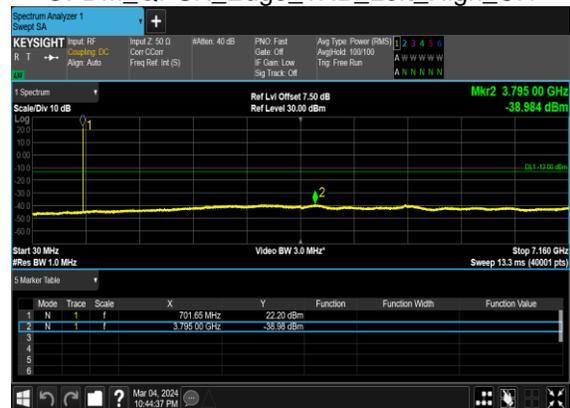 Spectrum Analyzer 1
Swept SA
+
KEYSIGHT Input: RF Input Z: 50 Ω #Atten: 40 dB PNO: Fast Avg Type: Power (RMS) 1 2 3 4 5 6
R T Coupling: DC Corr CCorr Gate: Off Avg|Hold: 100/100 A W W W W W
Align: Auto Freq Ref: Int (S) IF Gain: Low Trig: Free Run
LW Sig Track: Off A N N N N N
1 Spectrum Ref Lvl Offset 7.50 dB Mkr2 3.795 00 GHz
Scale/Div 10 dB Ref Level 30.00 dBm -38.984 dBm
Log
20.0
10.0
0.00
-10.0
-20.0
-30.0
-40.0
-50.0
-60.0
1
2
DL1 -13.00 dBm
Start 30 MHz Video BW 3.0 MHz* Stop 7.160 GHz
#Res BW 1.0 MHz Sweep 13.3 ms (40001 pts)
5 Marker Table
Mode Trace Scale X Y Function Function Width Function Value
1 N 1 f 701.65 MHz 22.20 dBm
2 N 1 f 3.795 00 GHz -38.98 dBm
3
4
5
6
? Mar 04, 2024
10:44:37 PM